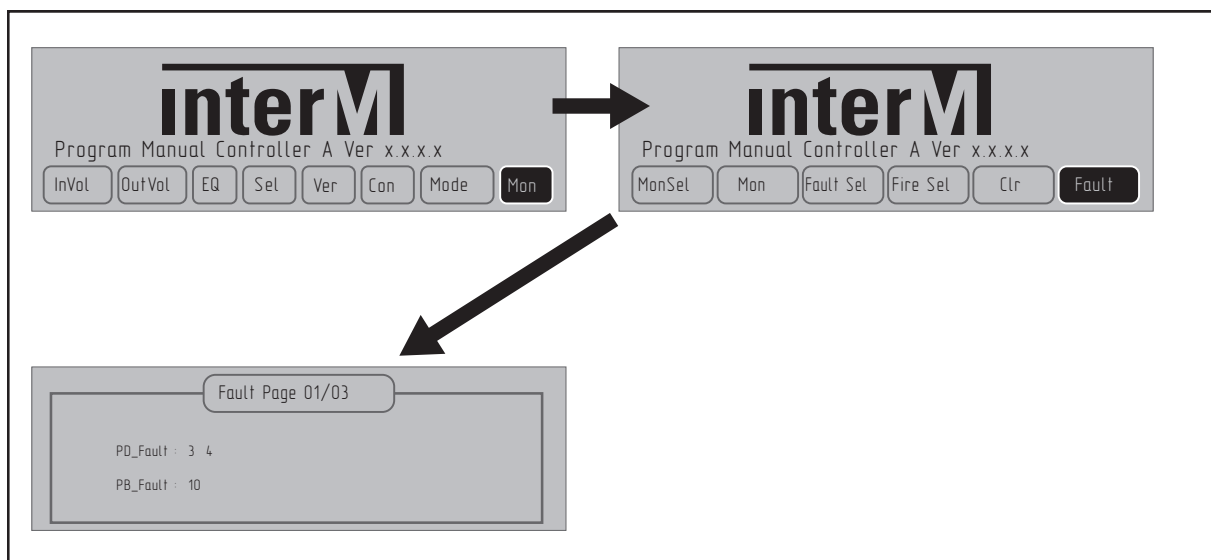 interM
Program Manual Controller A Ver x.x.x.x
InVol OutVol EQ Sel Ver Con Mode Mon
interM
Program Manual Controller A Ver x.x.x.x
MonSel Mon Fault Sel Fire Sel Clr Fault
Fault Page 01/03
PD_Fault : 3 4
PB_Fault : 10